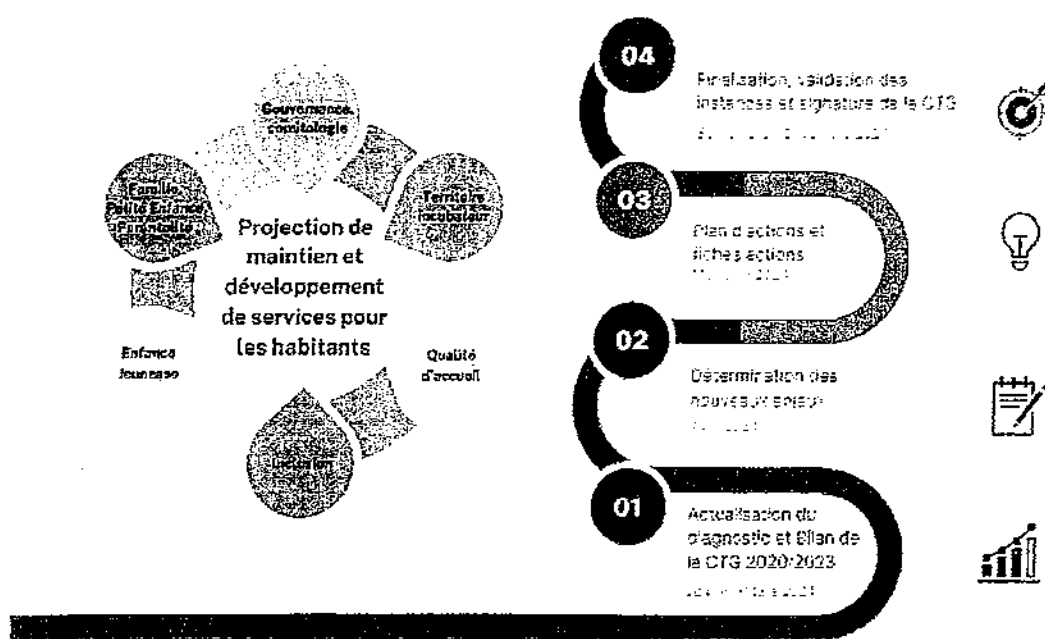 Gouvernance,
comitologie
Famille
Petite Enfance
Parentalité
Territoire
incubateur
Projection de
maintien et
développement
de services pour
les habitants
Enfance
Jeunesse
Qualité
d'accueil
Inclusion
04
Finalisation, validation des
instances et signature de la CTG
03
Plan d'actions et
fiches actions
02
Détermination des
nouveaux enjeux
01
Actualisation du
diagnostic et Bilan de
la CTG 2020/2023